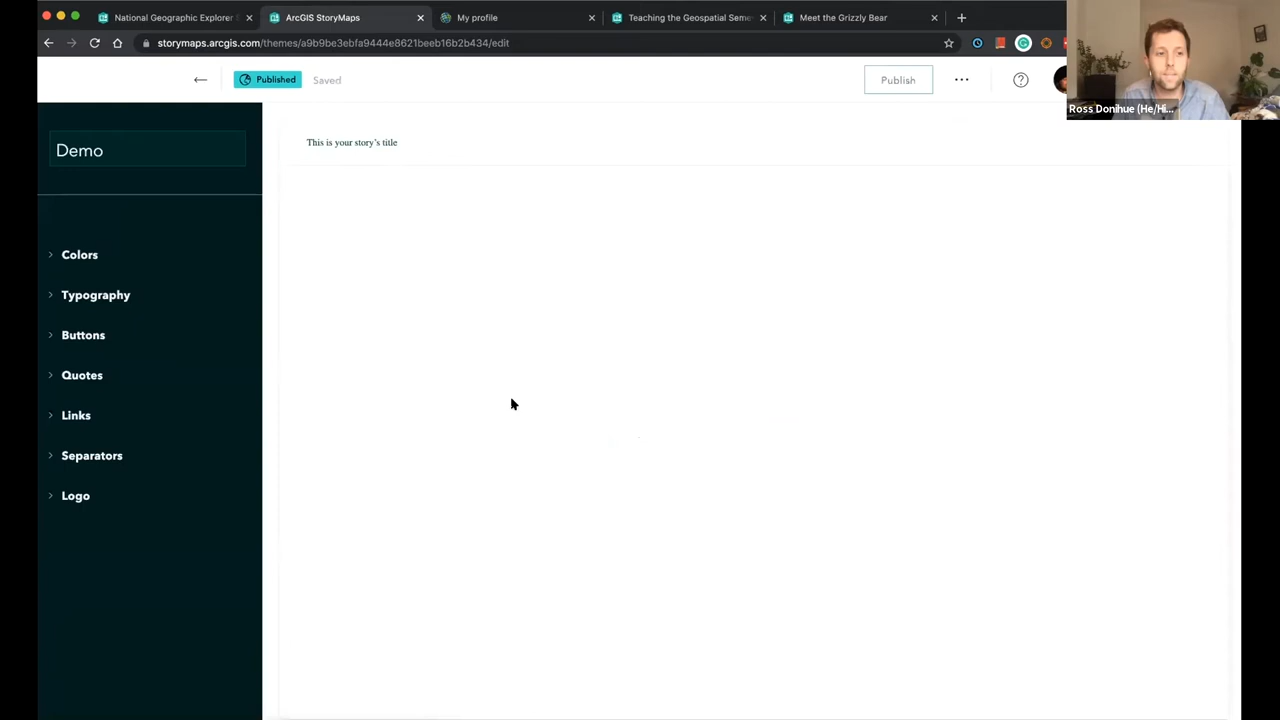 National Geographic Explorer
ArcGIS StoryMaps
My profile
Teaching the Geospatial Seme
Meet the Grizzly Bear
storymaps.arcgis.com/themes/a9b9be3ebfa9444e8621beeb16b2b434/edit
Published
Saved
Publish
Ross Donihue (He/Hi...
Demo
This is your story's title
Colors
Typography
Buttons
Quotes
Links
Separators
Logo